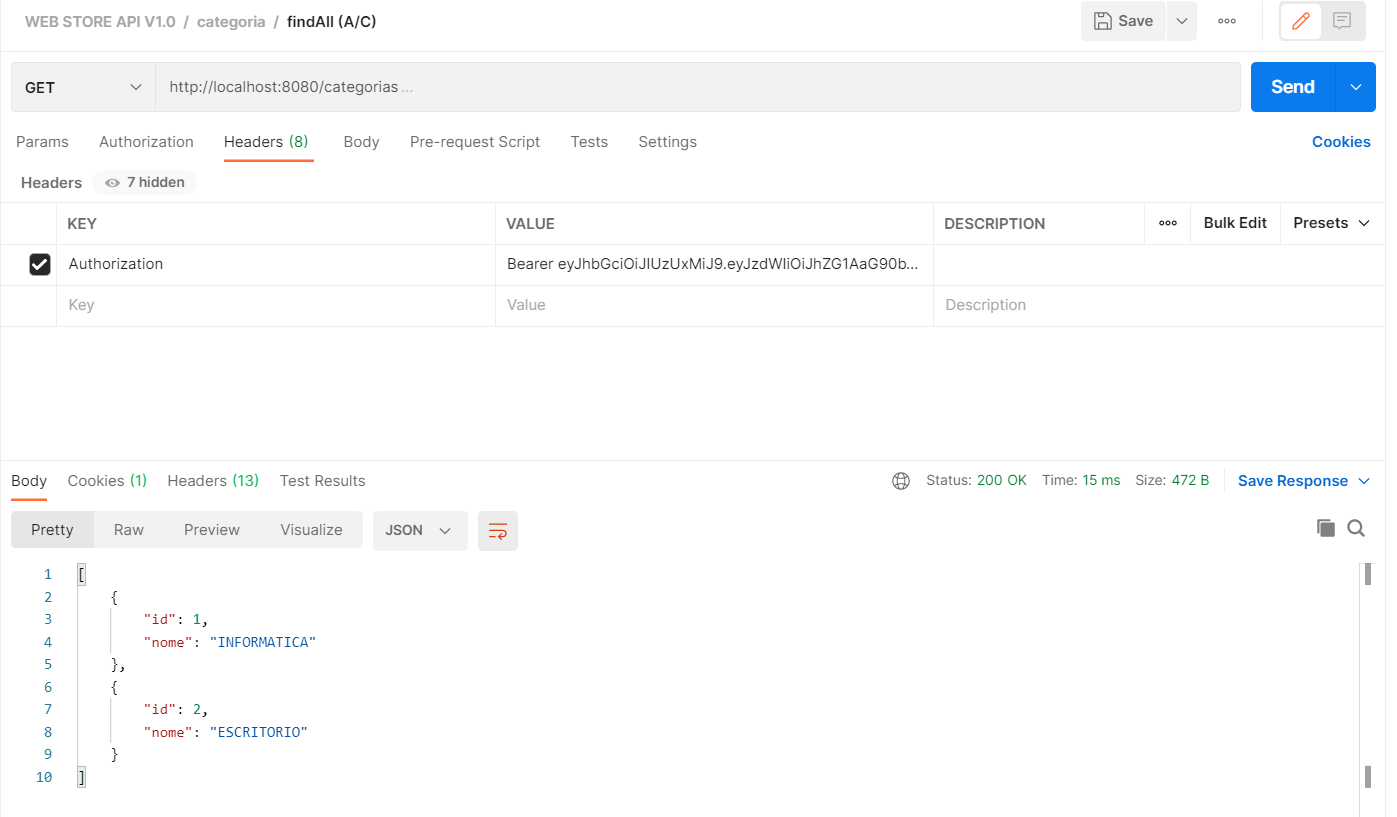 WEB STORE API V1.0 / categoria / findAll (A/C)
Save
GET
http://localhost:8080/categorias ...
Send
Params Authorization Headers (8) Body Pre-request Script Tests Settings Cookies
Headers 7 hidden
KEY VALUE DESCRIPTION Bulk Edit Presets
Authorization Bearer eyJhbGciOiJIUzUxMiJ9.eyJzdWIiOiJhZG1AaG90b...
Key Value Description
Body Cookies (1) Headers (13) Test Results Status: 200 OK Time: 15 ms Size: 472 B Save Response
Pretty Raw Preview Visualize JSON
1 [
2 {
3 "id": 1,
4 "nome": "INFORMATICA"
5 },
6 {
7 "id": 2,
8 "nome": "ESCRITORIO"
9 }
10 ]